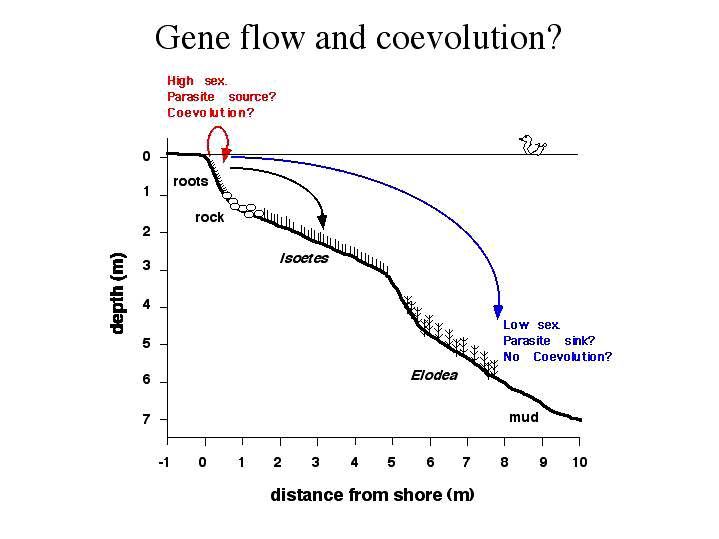 Gene flow and coevolution?
High sex.
Parasite source?
Coevolution?
0
roots
1
rock
2
Isoetes
3
4
depth (m)
Low sex.
Parasite sink?
No Coevolution?
5
6
Elodea
7
mud
-1 0 1 2 3 4 5 6 7 8 9 10
distance from shore (m)